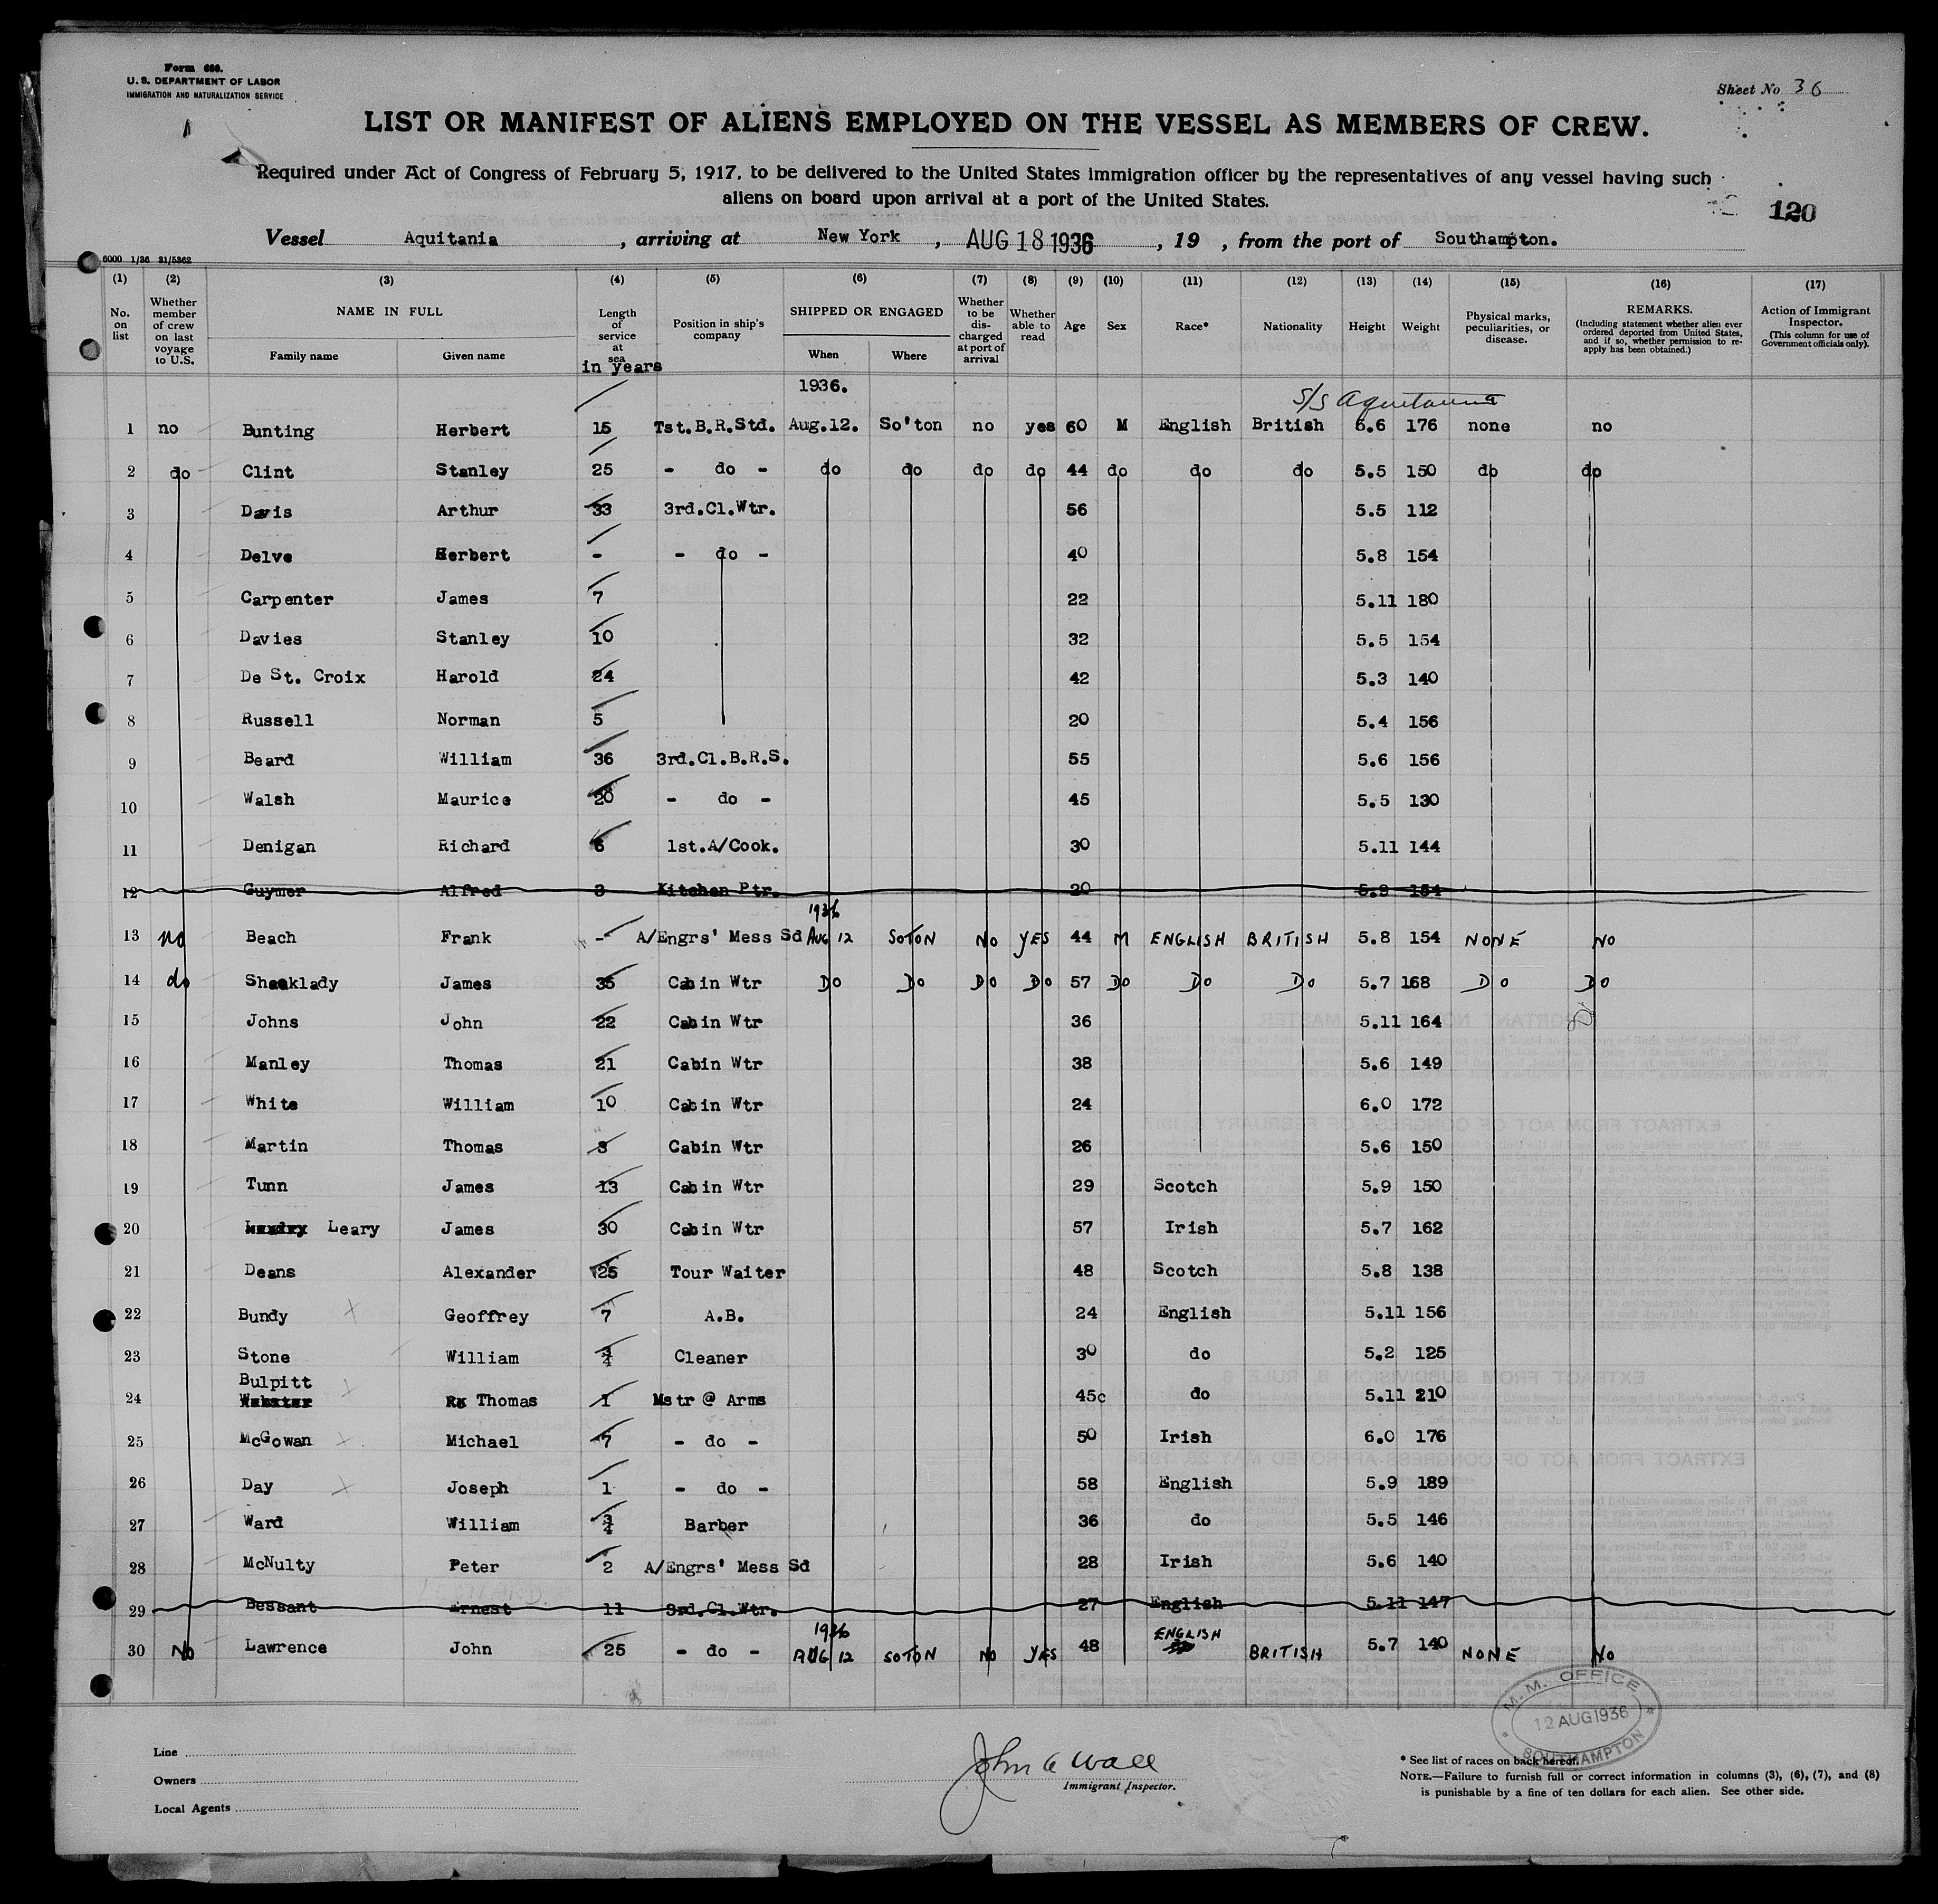 Form 680.
U. S. DEPARTMENT OF LABOR
IMMIGRATION AND NATURALIZATION SERVICE
Sheet No 36
LIST OR MANIFEST OF ALIENS EMPLOYED ON THE VESSEL AS MEMBERS OF CREW.
Required under Act of Congress of February 5, 1917, to be delivered to the United States immigration officer by the representatives of any vessel having such
aliens on board upon arrival at a port of the United States.
120
Vessel Aquitania , arriving at New York , AUG 18 1936 , 19 , from the port of Southampton.
6000 1/36 31/5362
(1) (2) (3) (4) (5) (6) (7) (8) (9) (10) (11) (12) (13) (14) (15) (16) (17)
No. on list
Whether member of crew on last voyage to U.S.
NAME IN FULL
Family name Given name
Length of service at sea
in years
Position in ship's company
SHIPPED OR ENGAGED
When Where
Whether to be discharged at port of arrival
Whether able to read
Age Sex Race* Nationality Height Weight
Physical marks, peculiarities, or disease.
REMARKS.
(Including statement whether alien ever ordered deported from United States, and if so, whether permission to reapply has been obtained.)
Action of Immigrant Inspector.
(This column for use of Government officials only).
1936.
S/S Aquitania
1 no Bunting Herbert 15 Tst.B.R.Std. Aug.12. So'ton no yes 60 M English British 5.6 176 none no
2 do Clint Stanley 25 - do - do do do do 44 do do do 5.5 150 do do
3 Davis Arthur 33 3rd.Cl.Wtr. 56 5.5 112
4 Delve Herbert - - do - 40 5.8 154
5 Carpenter James 7 22 5.11 180
6 Davies Stanley 10 32 5.5 154
7 De St. Croix Harold 24 42 5.3 140
8 Russell Norman 5 20 5.4 156
9 Beard William 36 3rd.Cl.B.R.S. 55 5.6 156
10 Walsh Maurice 20 - do - 45 5.5 130
11 Denigan Richard 6 1st.A/Cook. 30 5.11 144
12 Guymer Alfred 3 Kitchen Ptr. 20 5.9 154
1936
13 no Beach Frank - A/Engrs' Mess Sd AUG 12 SOTON NO YES 44 M ENGLISH BRITISH 5.8 154 NONE NO
14 do Shacklady James 35 Cabin Wtr DO DO DO DO 57 DO DO DO 5.7 168 DO DO
15 Johns John 22 Cabin Wtr 36 5.11 164
16 Manley Thomas 21 Cabin Wtr 38 5.6 149
17 White William 10 Cabin Wtr 24 6.0 172
18 Martin Thomas 3 Cabin Wtr 26 5.6 150
19 Tunn James 13 Cabin Wtr 29 Scotch 5.9 150
20 Leary James 30 Cabin Wtr 57 Irish 5.7 162
21 Deans Alexander 25 Tour Waiter 48 Scotch 5.8 138
22 Bundy Geoffrey 7 A.B. 24 English 5.11 156
23 Stone William 3/4 Cleaner 30 do 5.2 125
Bulpitt
24 Webster Thomas 1 Mstr @ Arms 45c do 5.11 210
25 McGowan Michael 7 - do - 50 Irish 6.0 176
26 Day Joseph 1 - do - 58 English 5.9 189
27 Ward William 3/4 Barber 36 do 5.5 146
28 McNulty Peter 2 A/Engrs' Mess Sd 28 Irish 5.6 140
29 Bessant Ernest 11 3rd.Cl.Wtr. 27 English 5.11 147
1936
30 No Lawrence John 25 - do - AUG 12 SOTON NO YES 48 ENGLISH BRITISH 5.7 140 NONE No
M. M. OFFICE
12 AUG 1936
SOUTHAMPTON
Line
Owners
Local Agents
John A Wall
Immigrant Inspector.
* See list of races on back hereof.
NOTE.—Failure to furnish full or correct information in columns (3), (6), (7), and (8)
is punishable by a fine of ten dollars for each alien. See other side.